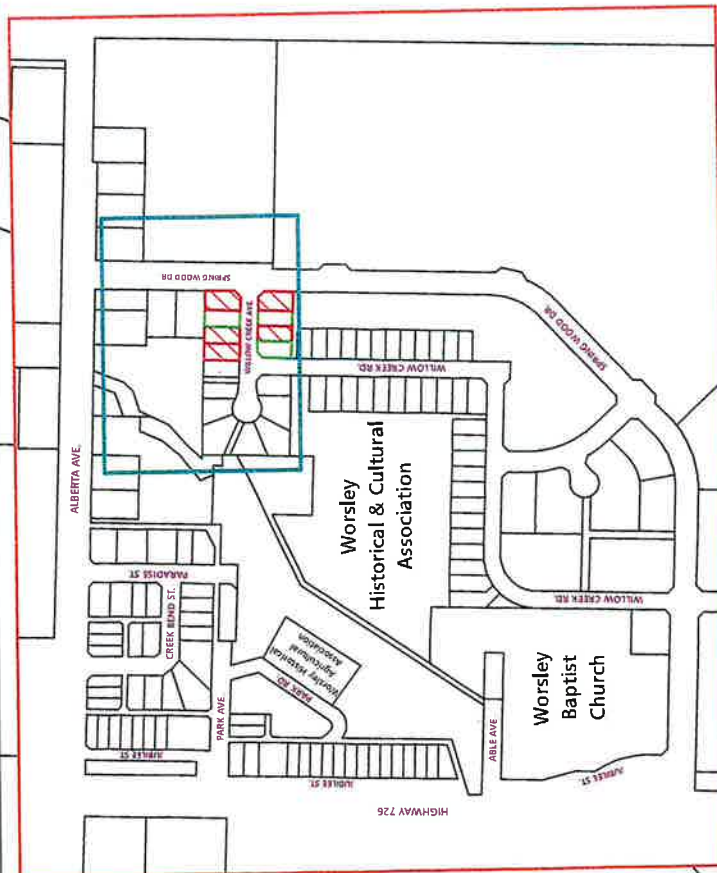 SPRING WOOD DR
WILLOW CREEK AVE.
SPRING WOOD DR.
WILLOW CREEK RD.
ALBERTA AVE.
Worsley
Historical & Cultural
Association
PARADISE ST.
CREEK BEND ST.
WILLOW CREEK RD.
Worsley Historical
Agricultural
Association
PARK RD.
PARK AVE.
Worsley
Baptist
Church
ABLE AVE
JUBILEE ST.
JUBILEE ST.
JUBILEE ST.
HIGHWAY 726